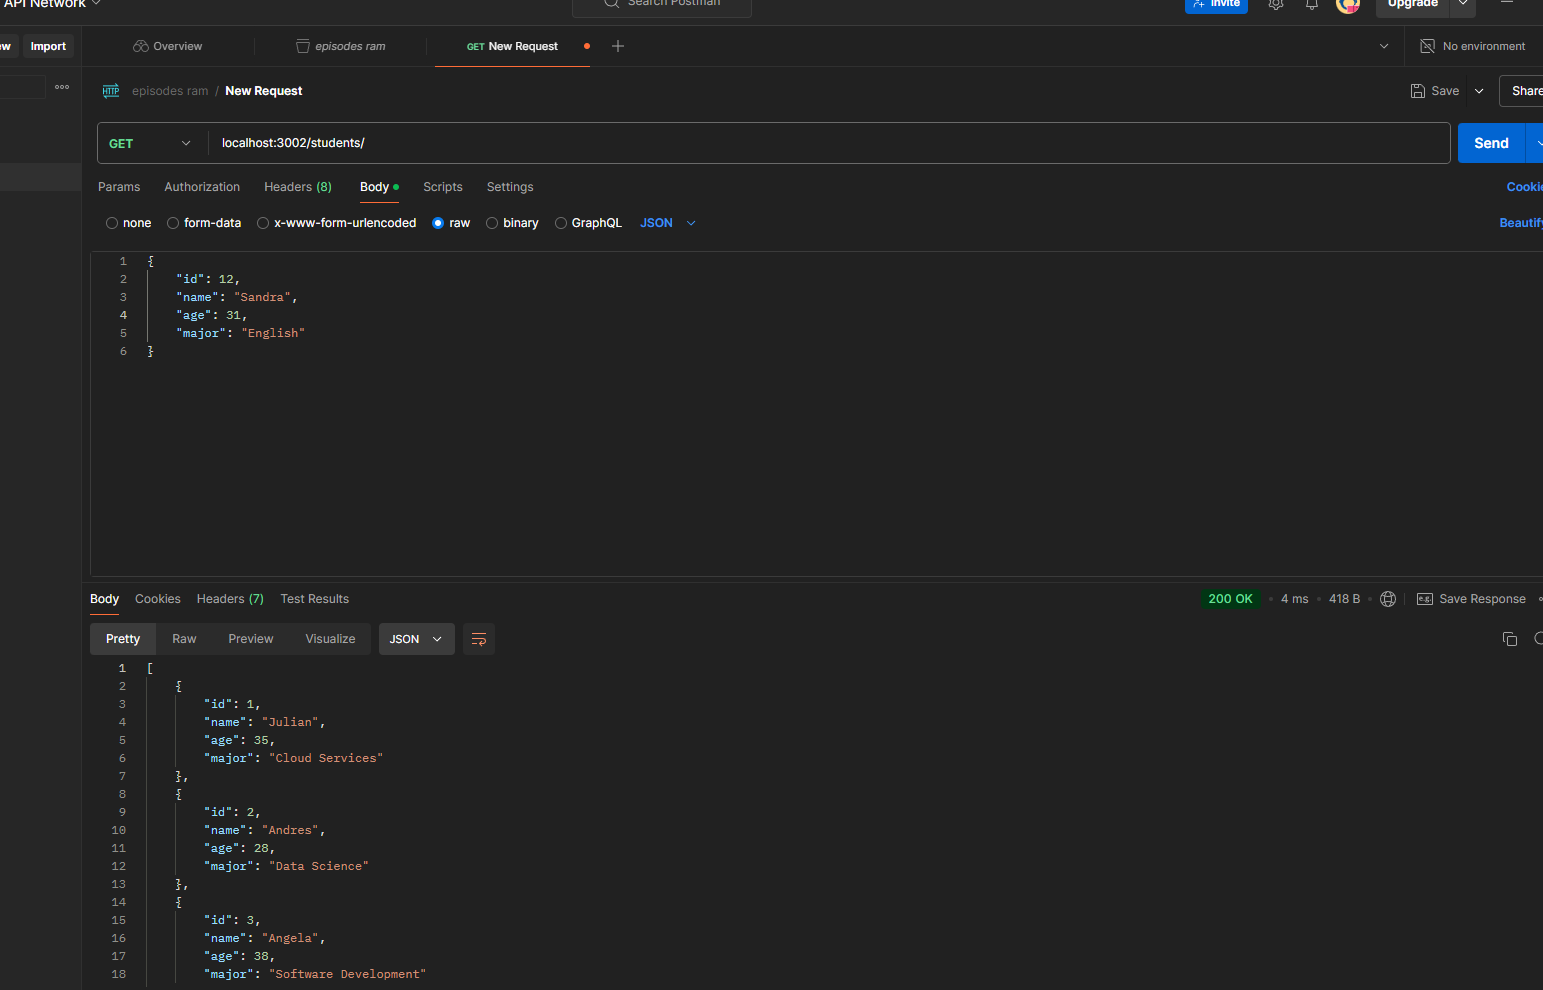 API Network
Search Postman
Invite
Upgrade
Import
Overview
episodes ram
GET New Request
No environment
HTTP episodes ram / New Request
Save
Share
GET
localhost:3002/students/
Send
Params Authorization Headers (8) Body Scripts Settings
none form-data x-www-form-urlencoded raw binary GraphQL JSON
Beautify
1 {
2 "id": 12,
3 "name": "Sandra",
4 "age": 31,
5 "major": "English"
6 }
Body Cookies Headers (7) Test Results
200 OK 4 ms 418 B e.g. Save Response
Pretty Raw Preview Visualize JSON
1 [
2 {
3 "id": 1,
4 "name": "Julian",
5 "age": 35,
6 "major": "Cloud Services"
7 },
8 {
9 "id": 2,
10 "name": "Andres",
11 "age": 28,
12 "major": "Data Science"
13 },
14 {
15 "id": 3,
16 "name": "Angela",
17 "age": 38,
18 "major": "Software Development"